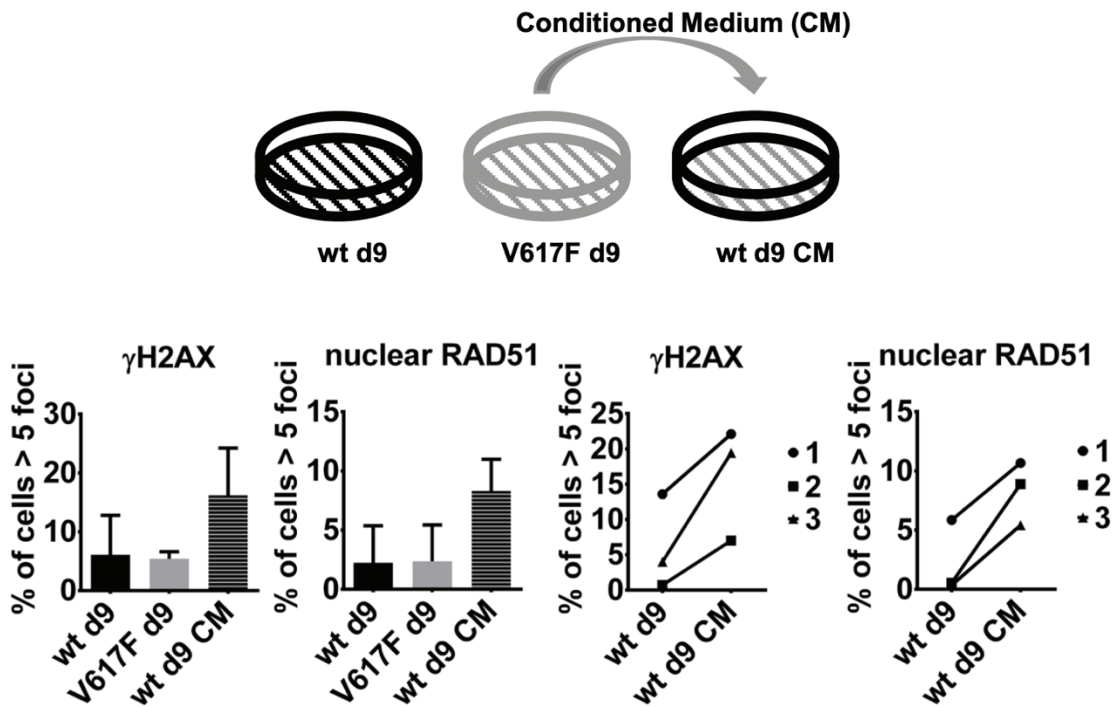 Conditioned Medium (CM)
wt d9
V617F d9
wt d9 CM
γH2AX
% of cells > 5 foci
30
20
10
0
wt d9
V617F d9
wt d9 CM
nuclear RAD51
% of cells > 5 foci
15
10
5
0
wt d9
V617F d9
wt d9 CM
γH2AX
% of cells > 5 foci
25
20
15
10
5
0
wt d9
wt d9 CM
1
2
3
nuclear RAD51
% of cells > 5 foci
15
10
5
0
wt d9
wt d9 CM
1
2
3